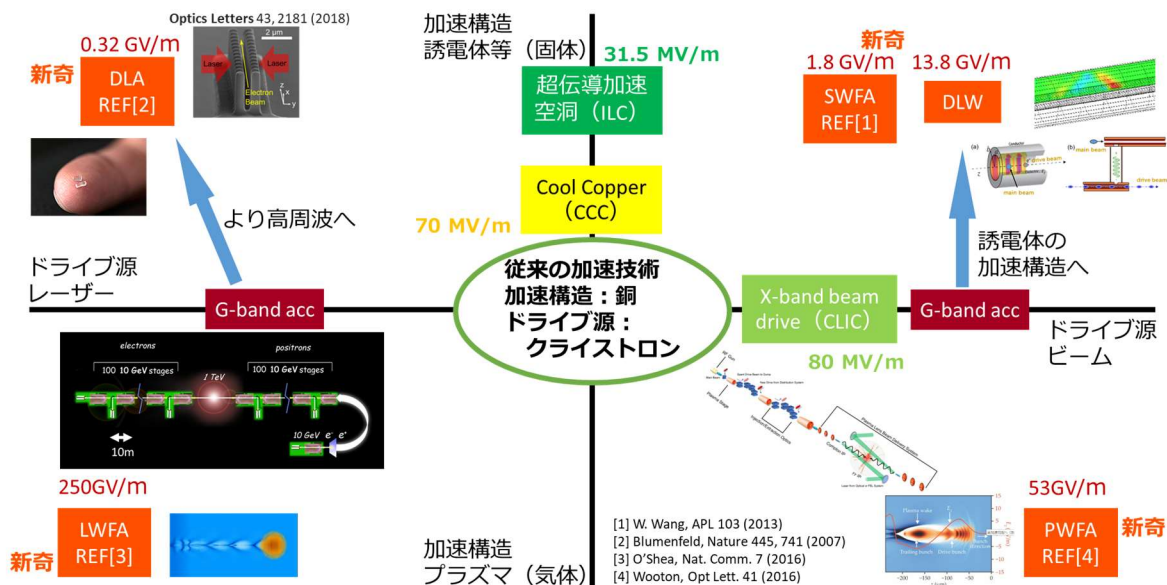 Optics Letters 43, 2181 (2018)
0.32 GV/m
新奇
DLA
REF[2]
2 μm
Laser
Laser
Electron
Beam
z
x
y
加速構造
誘電体等（固体）
31.5 MV/m
超伝導加速
空洞（ILC）
新奇
1.8 GV/m
13.8 GV/m
SWFA
REF[1]
DLW
(a)
(b)
main beam
drive beam
main beam
drive beam
Cool Copper
（CCC）
70 MV/m
より高周波へ
誘電体の
加速構造へ
ドライブ源
レーザー
G-band acc
従来の加速技術
加速構造：銅
ドライブ源：
クライストロン
X-band beam
drive（CLIC）
G-band acc
ドライブ源
ビーム
80 MV/m
electrons
positrons
100 10 GeV stages
100 10 GeV stages
1 TeV
10 GeV
e⁻
e⁺
10m
250GV/m
新奇
LWFA
REF[3]
加速構造
プラズマ（気体）
[1] W. Wang, APL 103 (2013)
[2] Blumenfeld, Nature 445, 741 (2007)
[3] O'Shea, Nat. Comm. 7 (2016)
[4] Wooton, Opt Lett. 41 (2016)
Plasma wake
Trailing bunch
Drive bunch
-200
-150
-100
-50
0
53GV/m
PWFA
REF[4]
新奇